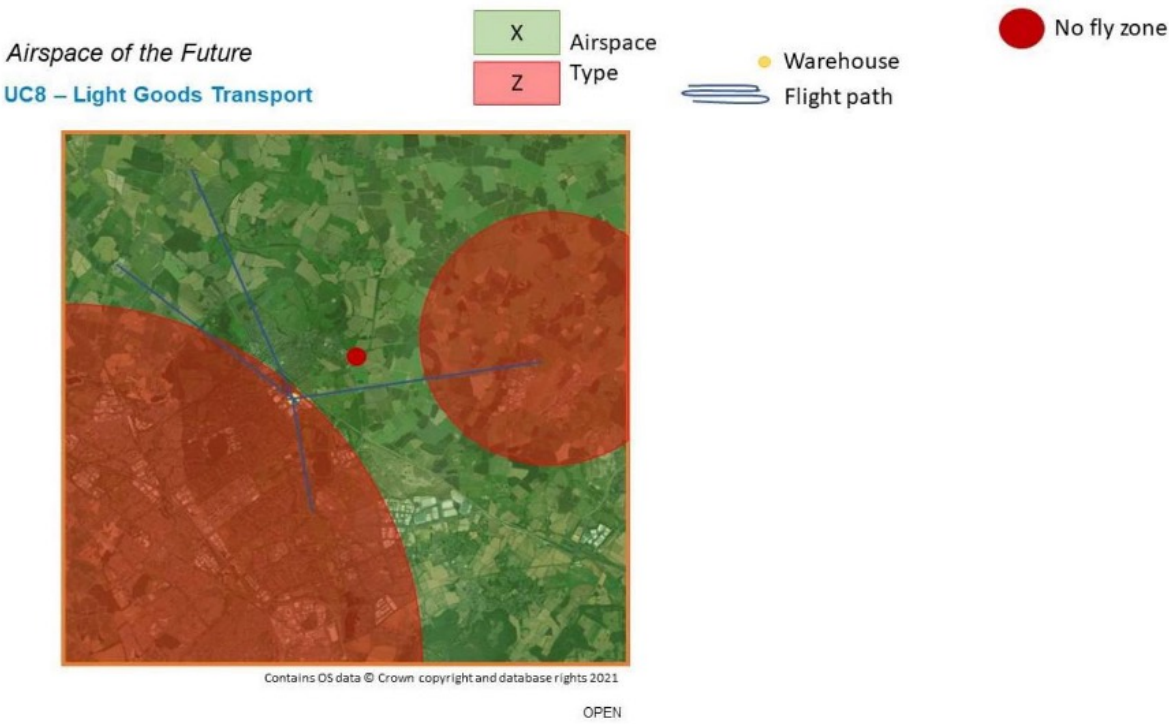 Airspace of the Future
UC8 – Light Goods Transport
X
Z
Airspace
Type
Warehouse
Flight path
No fly zone
Contains OS data © Crown copyright and database rights 2021
OPEN